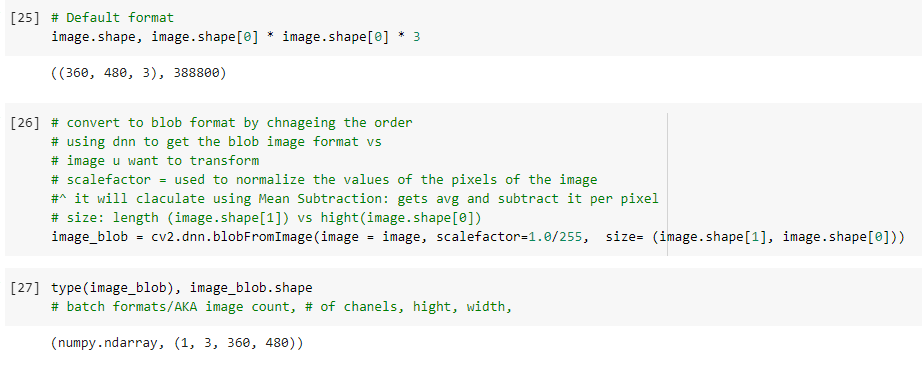 [25] # Default format
image.shape, image.shape[0] * image.shape[0] * 3
((360, 480, 3), 388800)
[26] # convert to blob format by chnageing the order
# using dnn to get the blob image format vs
# image u want to transform
# scalefactor = used to normalize the values of the pixels of the image
#^ it will claculate using Mean Subtraction: gets avg and subtract it per pixel
# size: length (image.shape[1]) vs hight(image.shape[0])
image_blob = cv2.dnn.blobFromImage(image = image, scalefactor=1.0/255,  size= (image.shape[1], image.shape[0]))
[27] type(image_blob), image_blob.shape
# batch formats/AKA image count, # of chanels, hight, width,
(numpy.ndarray, (1, 3, 360, 480))